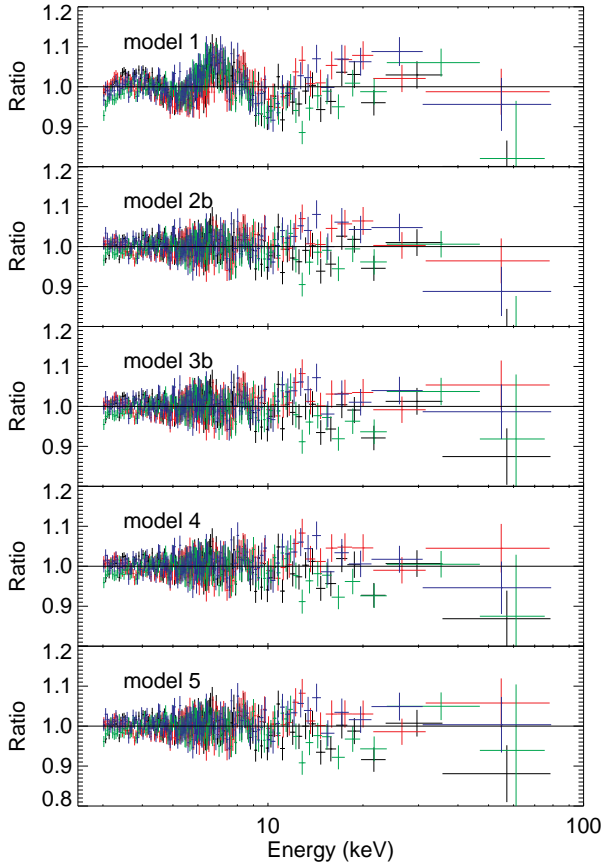 1.2
1.1
1.0
0.9
Ratio
model 1
1.2
1.1
1.0
0.9
Ratio
model 2b
1.2
1.1
1.0
0.9
Ratio
model 3b
1.2
1.1
1.0
0.9
Ratio
model 4
1.2
1.1
1.0
0.9
0.8
Ratio
model 5
10
100
Energy (keV)